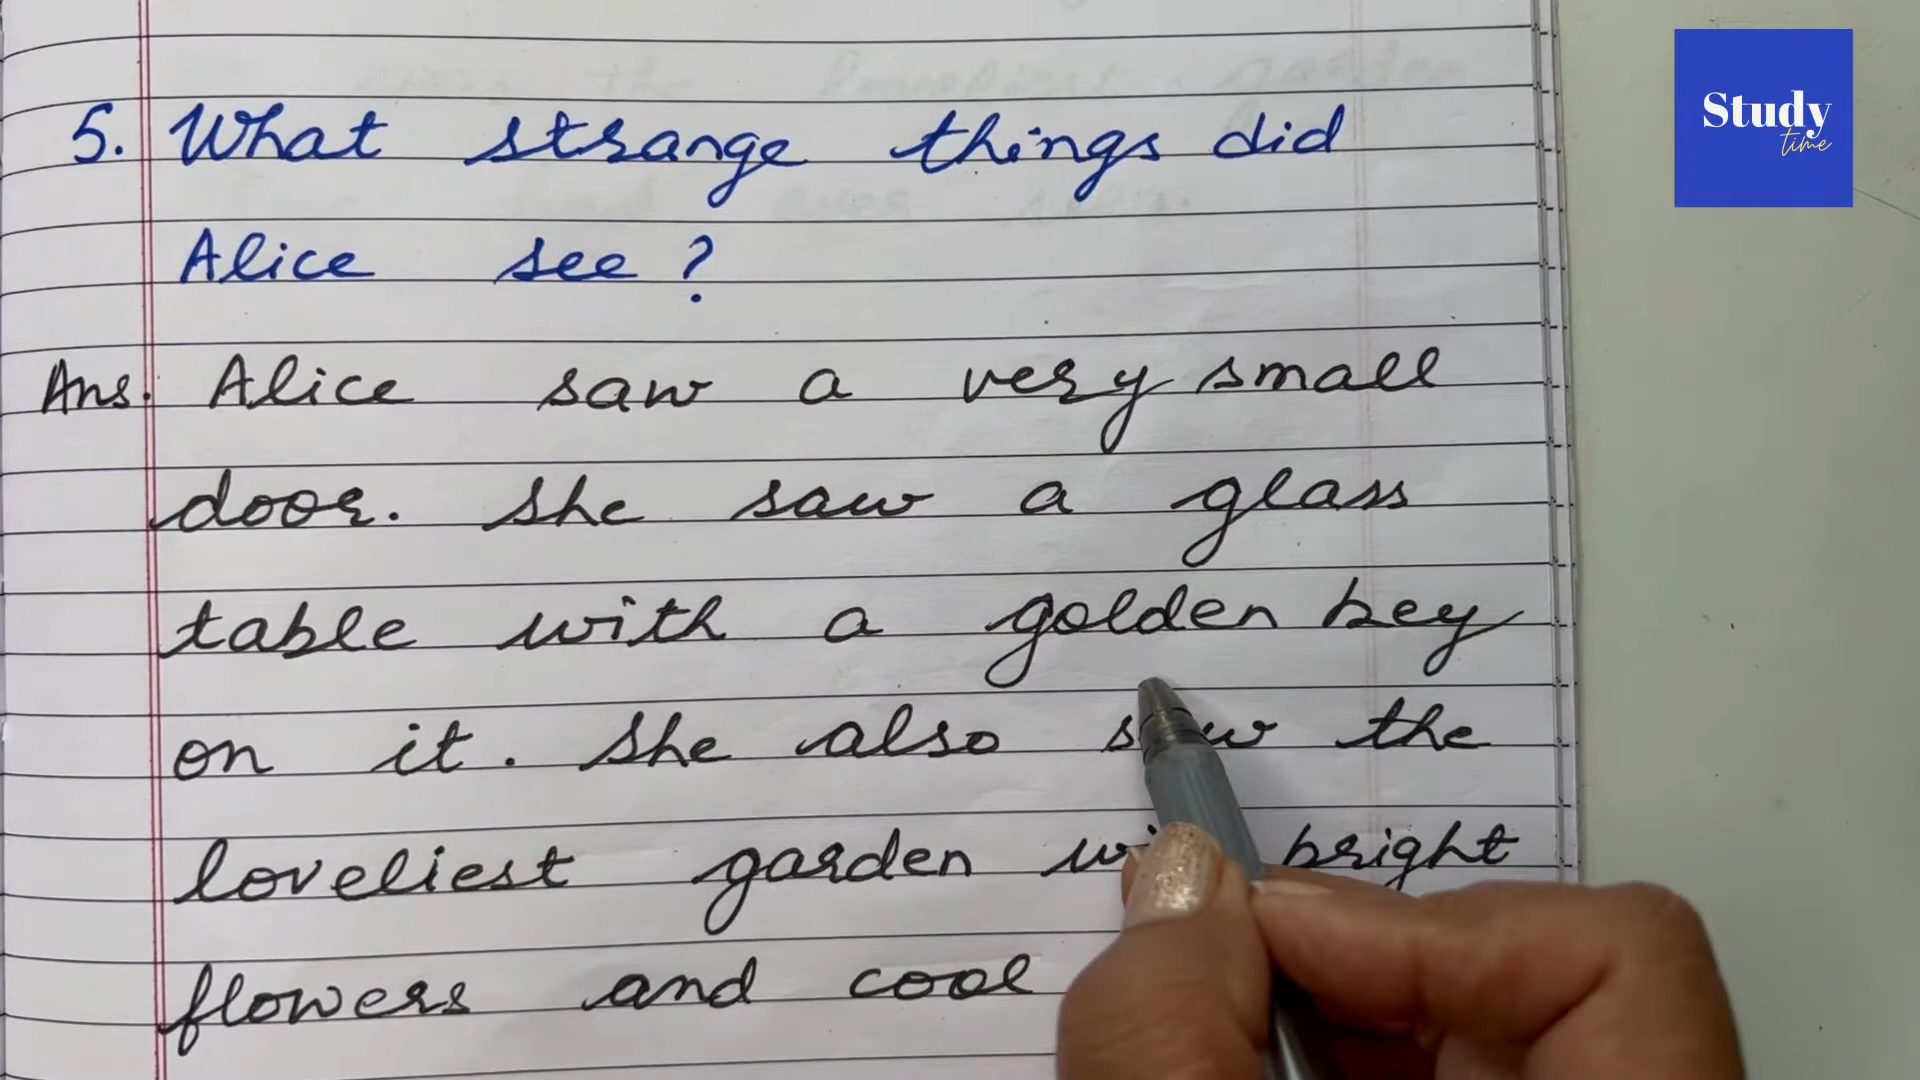 Study
time
5. What strange things did
Alice see?
Ans. Alice saw a very small
door. She saw a glass
table with a golden key
on it. She also saw the
loveliest garden bright
flowers and cool